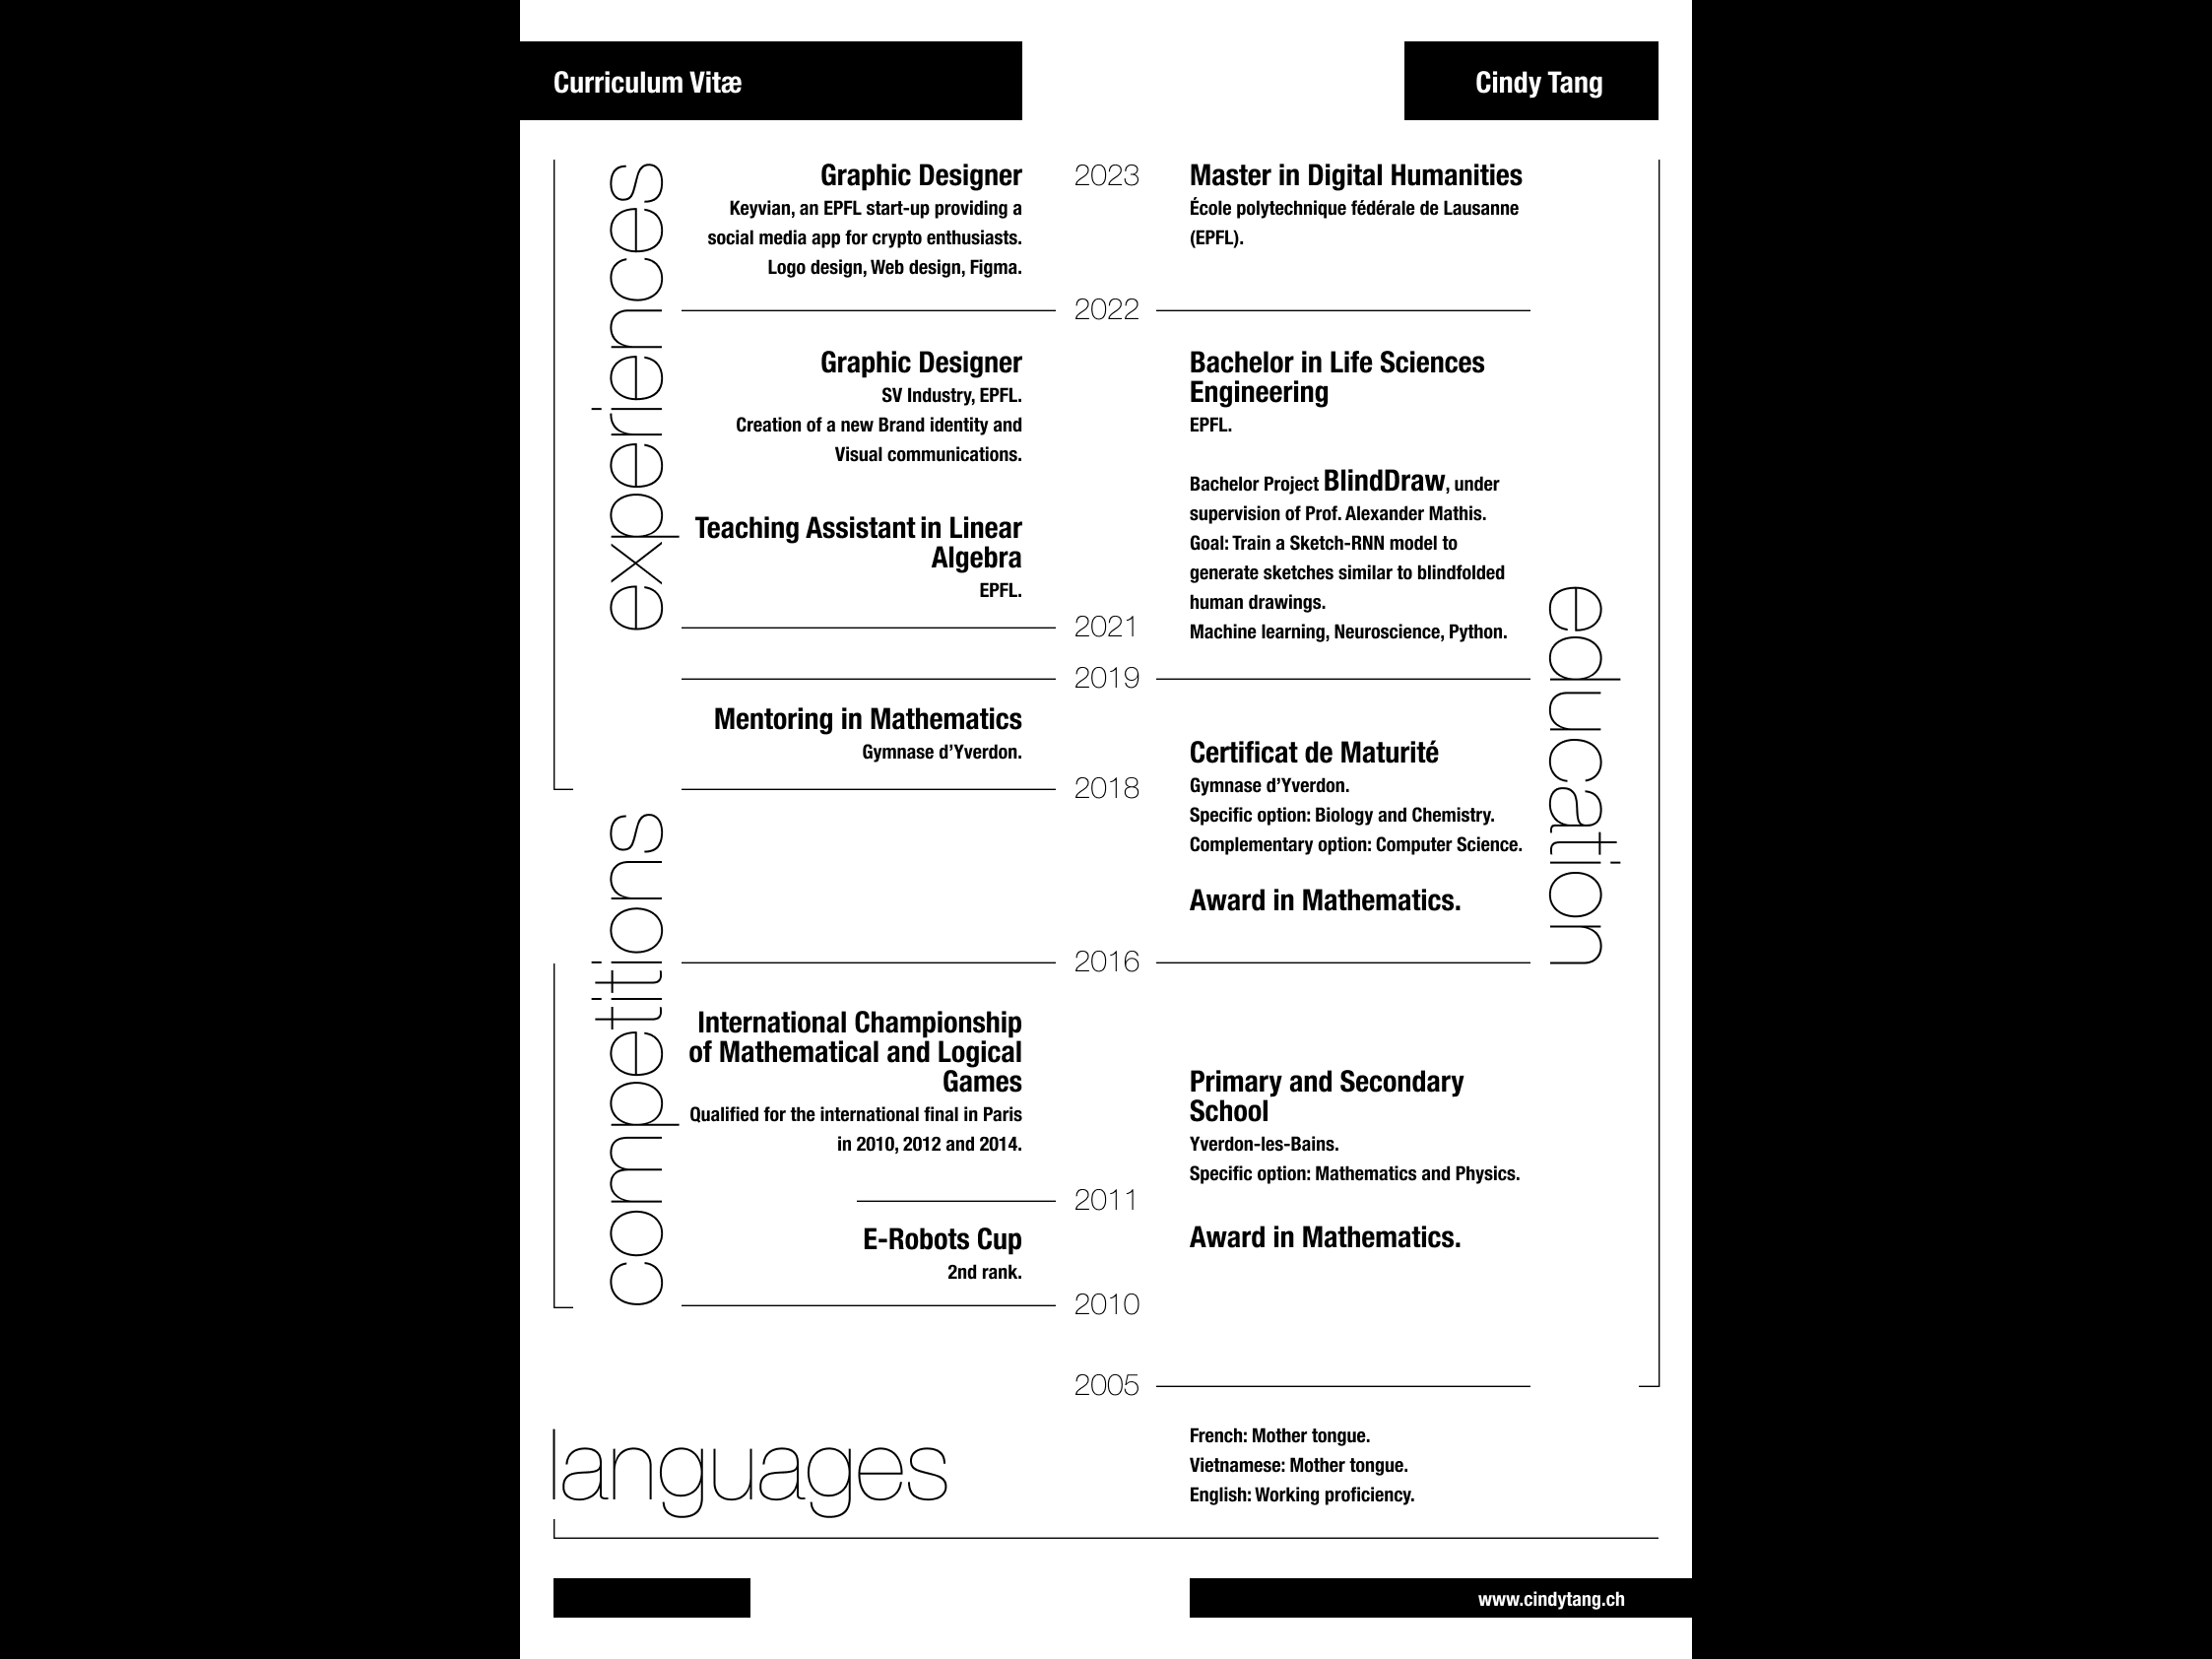 Curriculum Vitæ
Cindy Tang
experiences
Graphic Designer
Keyvian, an EPFL start-up providing a
social media app for crypto enthusiasts.
Logo design, Web design, Figma.
2023
Master in Digital Humanities
École polytechnique fédérale de Lausanne
(EPFL).
2022
Graphic Designer
SV Industry, EPFL.
Creation of a new Brand identity and
Visual communications.
Teaching Assistant in Linear
Algebra
EPFL.
Bachelor in Life Sciences
Engineering
EPFL.
Bachelor Project BlindDraw, under
supervision of Prof. Alexander Mathis.
Goal: Train a Sketch-RNN model to
generate sketches similar to blindfolded
human drawings.
Machine learning, Neuroscience, Python.
2021
2019
education
Mentoring in Mathematics
Gymnase d’Yverdon.
2018
Certificat de Maturité
Gymnase d’Yverdon.
Specific option: Biology and Chemistry.
Complementary option: Computer Science.
Award in Mathematics.
competitions
2016
International Championship
of Mathematical and Logical
Games
Qualified for the international final in Paris
in 2010, 2012 and 2014.
Primary and Secondary
School
Yverdon-les-Bains.
Specific option: Mathematics and Physics.
2011
Award in Mathematics.
E-Robots Cup
2nd rank.
2010
2005
languages
French: Mother tongue.
Vietnamese: Mother tongue.
English: Working proficiency.
www.cindytang.ch